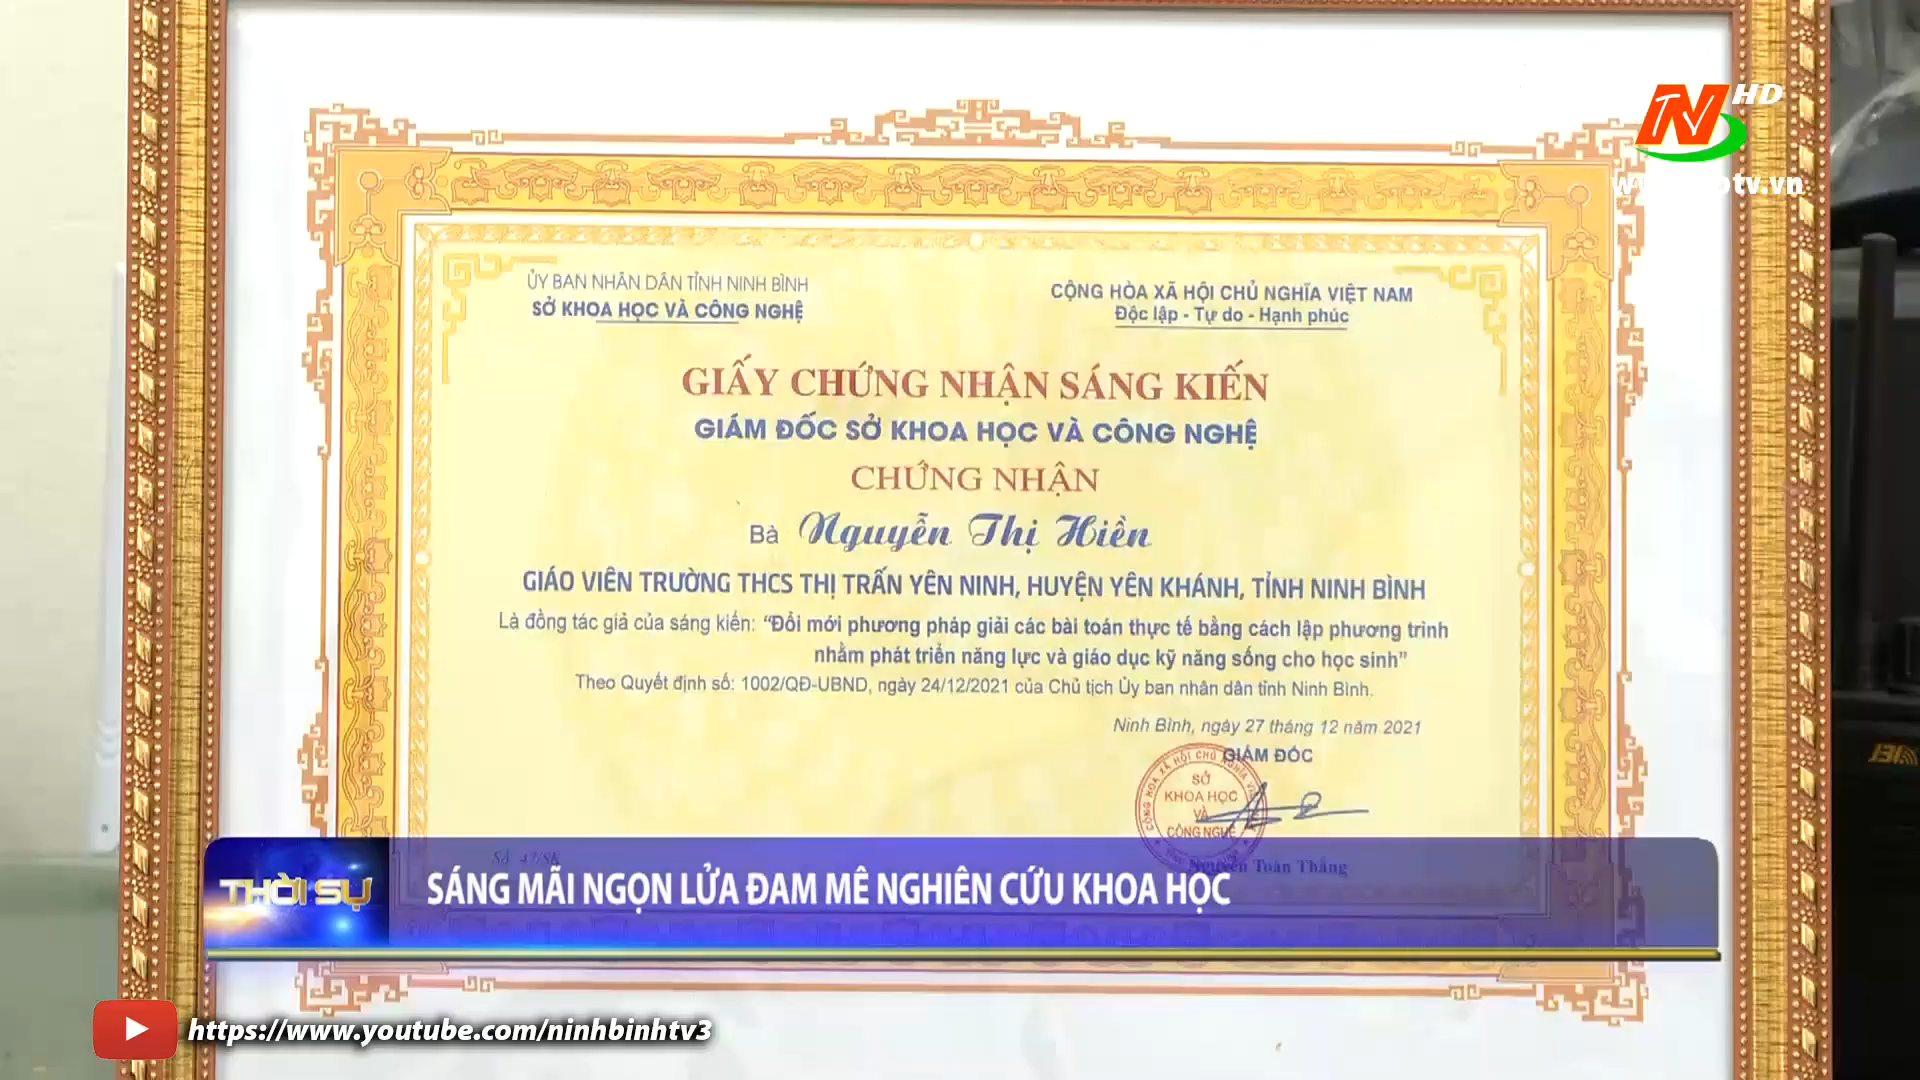 HD
ỦY BAN NHÂN DÂN TỈNH NINH BÌNH
SỞ KHOA HỌC VÀ CÔNG NGHỆ
CỘNG HÒA XÃ HỘI CHỦ NGHĨA VIỆT NAM
Độc lập - Tự do - Hạnh phúc
GIẤY CHỨNG NHẬN SÁNG KIẾN
GIÁM ĐỐC SỞ KHOA HỌC VÀ CÔNG NGHỆ
CHỨNG NHẬN
Bà Nguyễn Thị Hiền
GIÁO VIÊN TRƯỜNG THCS THỊ TRẤN YÊN NINH, HUYỆN YÊN KHÁNH, TỈNH NINH BÌNH
Là đồng tác giả của sáng kiến: “Đổi mới phương pháp giải các bài toán thực tế bằng cách lập phương trình
nhằm phát triển năng lực và giáo dục kỹ năng sống cho học sinh”
Theo Quyết định số: 1002/QĐ-UBND, ngày 24/12/2021 của Chủ tịch Ủy ban nhân dân tỉnh Ninh Bình.
Ninh Bình, ngày 27 tháng 12 năm 2021
GIÁM ĐỐC
SỞ
KHOA HỌC
VÀ
CÔNG NGHỆ
Nguyễn Toàn Thắng
THỜI SỰ
SÁNG MÃI NGỌN LỬA ĐAM MÊ NGHIÊN CỨU KHOA HỌC
https://www.youtube.com/ninhbinhtv3